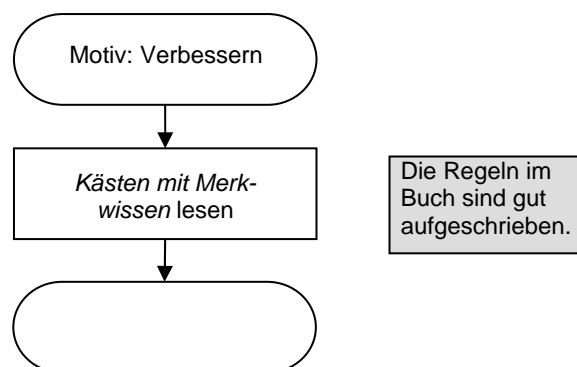 Motiv: Verbessern
Kästen mit Merk-
wissen lesen
Die Regeln im
Buch sind gut
aufgeschrieben.